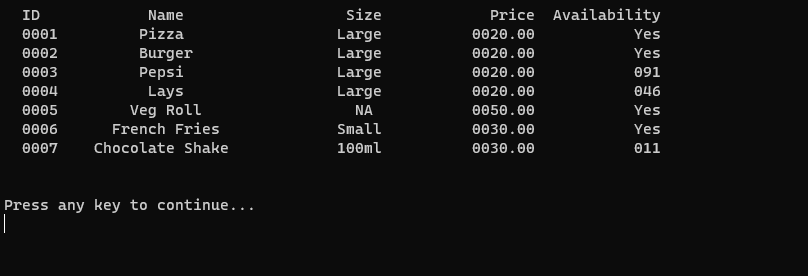 ID Name Size Price Availability
0001 Pizza Large 0020.00 Yes
0002 Burger Large 0020.00 Yes
0003 Pepsi Large 0020.00 091
0004 Lays Large 0020.00 046
0005 Veg Roll NA 0050.00 Yes
0006 French Fries Small 0030.00 Yes
0007 Chocolate Shake 100ml 0030.00 011
Press any key to continue...